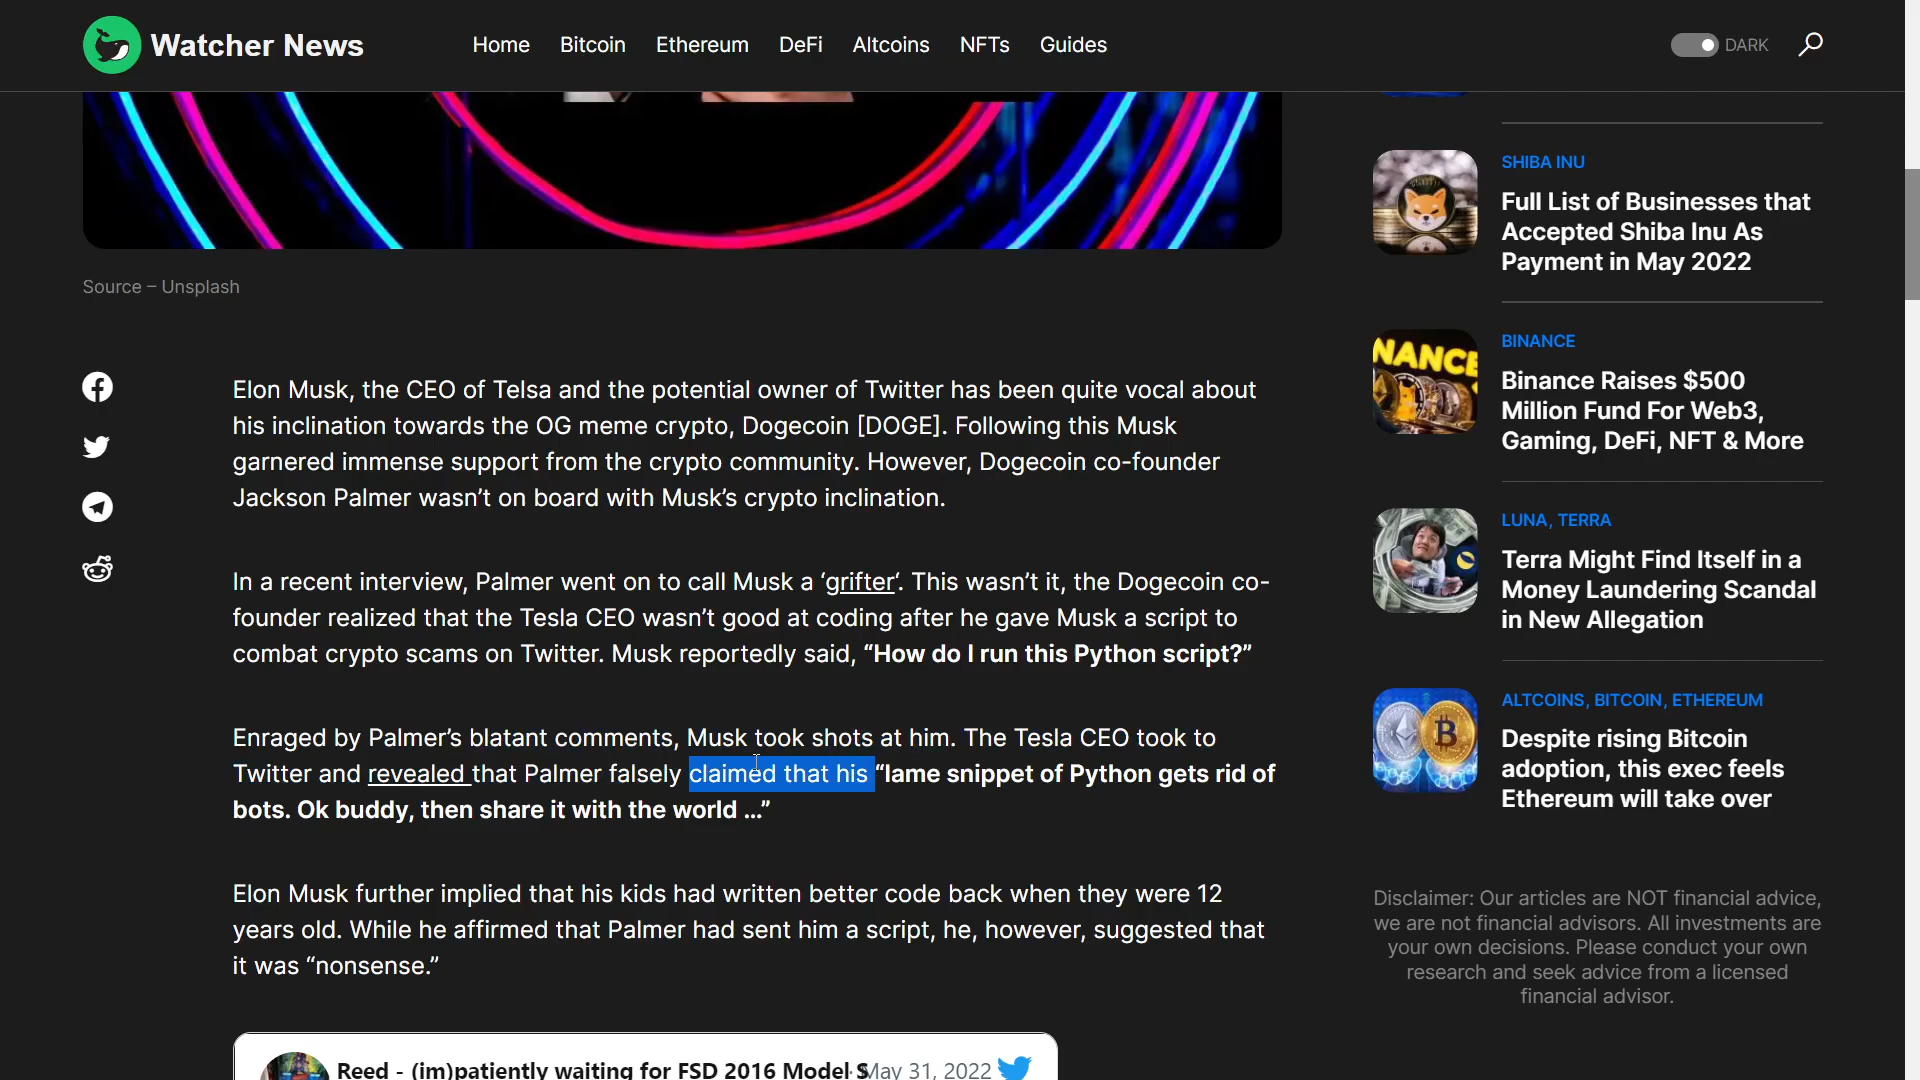 Watcher News
Home Bitcoin Ethereum DeFi Altcoins NFTs Guides
DARK
Source – Unsplash
Elon Musk, the CEO of Telsa and the potential owner of Twitter has been quite vocal about
his inclination towards the OG meme crypto, Dogecoin [DOGE]. Following this Musk
garnered immense support from the crypto community. However, Dogecoin co-founder
Jackson Palmer wasn’t on board with Musk’s crypto inclination.
In a recent interview, Palmer went on to call Musk a ‘grifter‘. This wasn’t it, the Dogecoin co-
founder realized that the Tesla CEO wasn’t good at coding after he gave Musk a script to
combat crypto scams on Twitter. Musk reportedly said, “How do I run this Python script?”
Enraged by Palmer’s blatant comments, Musk took shots at him. The Tesla CEO took to
Twitter and revealed that Palmer falsely claimed that his “lame snippet of Python gets rid of
bots. Ok buddy, then share it with the world …”
Elon Musk further implied that his kids had written better code back when they were 12
years old. While he affirmed that Palmer had sent him a script, he, however, suggested that
it was “nonsense.”
Reed - (im)patiently waiting for FSD 2016 Model S
May 31, 2022
SHIBA INU
Full List of Businesses that
Accepted Shiba Inu As
Payment in May 2022
NANCE
BINANCE
Binance Raises $500
Million Fund For Web3,
Gaming, DeFi, NFT & More
LUNA, TERRA
Terra Might Find Itself in a
Money Laundering Scandal
in New Allegation
ALTCOINS, BITCOIN, ETHEREUM
Despite rising Bitcoin
adoption, this exec feels
Ethereum will take over
Disclaimer: Our articles are NOT financial advice,
we are not financial advisors. All investments are
your own decisions. Please conduct your own
research and seek advice from a licensed
financial advisor.